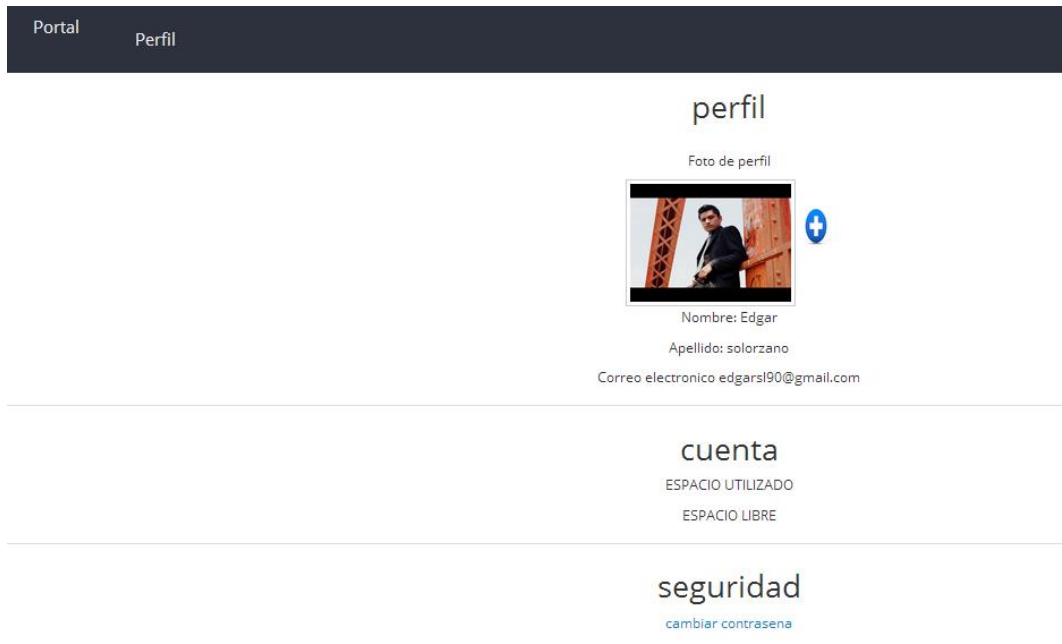 Portal
Perfil
perfil
Foto de perfil
Nombre: Edgar
Apellido: solorzano
Correo electronico edgarsl90@gmail.com
cuenta
ESPACIO UTILIZADO
ESPACIO LIBRE
seguridad
cambiar contrasena